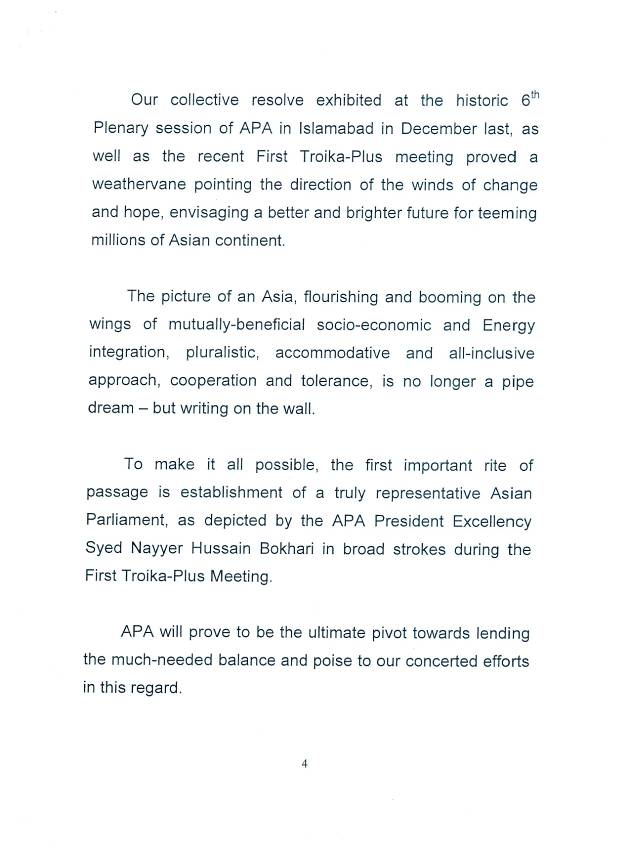 Our collective resolve exhibited at the historic 6th
Plenary session of APA in Islamabad in December last, as
well as the recent First Troika-Plus meeting proved a
weathervane pointing the direction of the winds of change
and hope, envisaging a better and brighter future for teeming
millions of Asian continent.
The picture of an Asia, flourishing and booming on the
wings of mutually-beneficial socio-economic and Energy
integration, pluralistic, accommodative and all-inclusive
approach, cooperation and tolerance, is no longer a pipe
dream – but writing on the wall.
To make it all possible, the first important rite of
passage is establishment of a truly representative Asian
Parliament, as depicted by the APA President Excellency
Syed Nayyer Hussain Bokhari in broad strokes during the
First Troika-Plus Meeting.
APA will prove to be the ultimate pivot towards lending
the much-needed balance and poise to our concerted efforts
in this regard.
4